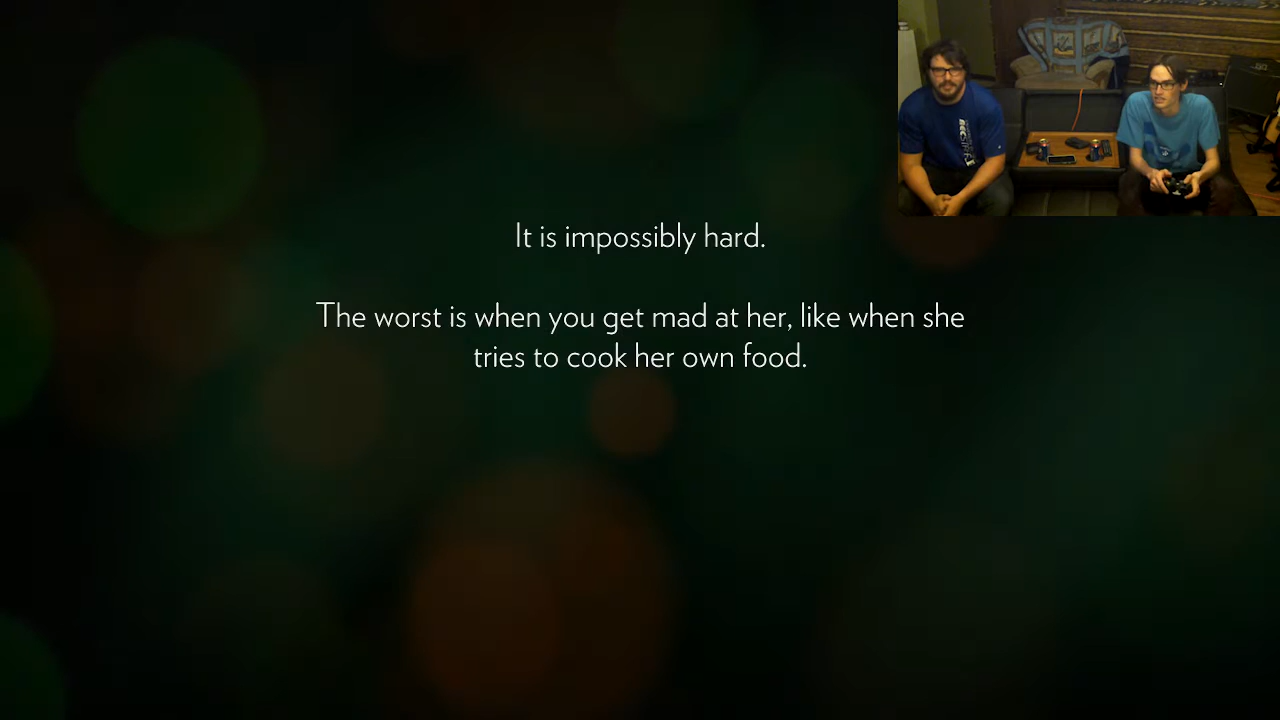 It is impossibly hard.
The worst is when you get mad at her, like when she
tries to cook her own food.